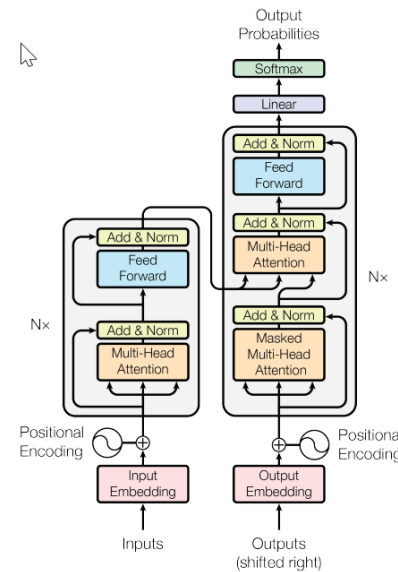 Output
Probabilities
Softmax
Linear
Add & Norm
Feed
Forward
Add & Norm
Multi-Head
Attention
Add & Norm
Masked
Multi-Head
Attention
Nx
Add & Norm
Feed
Forward
Add & Norm
Multi-Head
Attention
Nx
Positional
Encoding
Input
Embedding
Inputs
Positional
Encoding
Output
Embedding
Outputs
(shifted right)